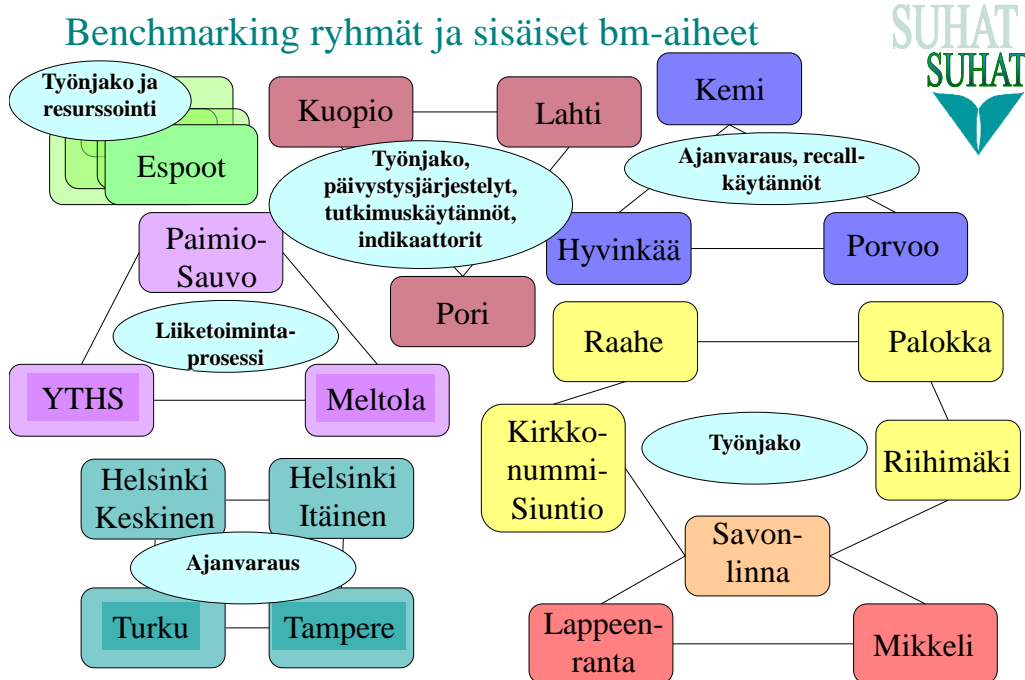 Benchmarking ryhmät ja sisäiset bm-aiheet
SUHAT
SUHAT
Työnjako ja
resurssointi
Espoot
Kuopio
Lahti
Työnjako,
päivystysjärjestelyt,
tutkimuskäytännöt,
indikaattorit
Pori
Kemi
Ajanvaraus, recall-
käytännöt
Hyvinkää
Porvoo
Paimio-
Sauvo
Liiketoiminta-
prosessi
YTHS
Meltola
Raahe
Palokka
Kirkko-
nummi-
Siuntio
Työnjako
Riihimäki
Savon-
linna
Lappeen-
ranta
Mikkeli
Helsinki
Keskinen
Helsinki
Itäinen
Ajanvaraus
Turku
Tampere